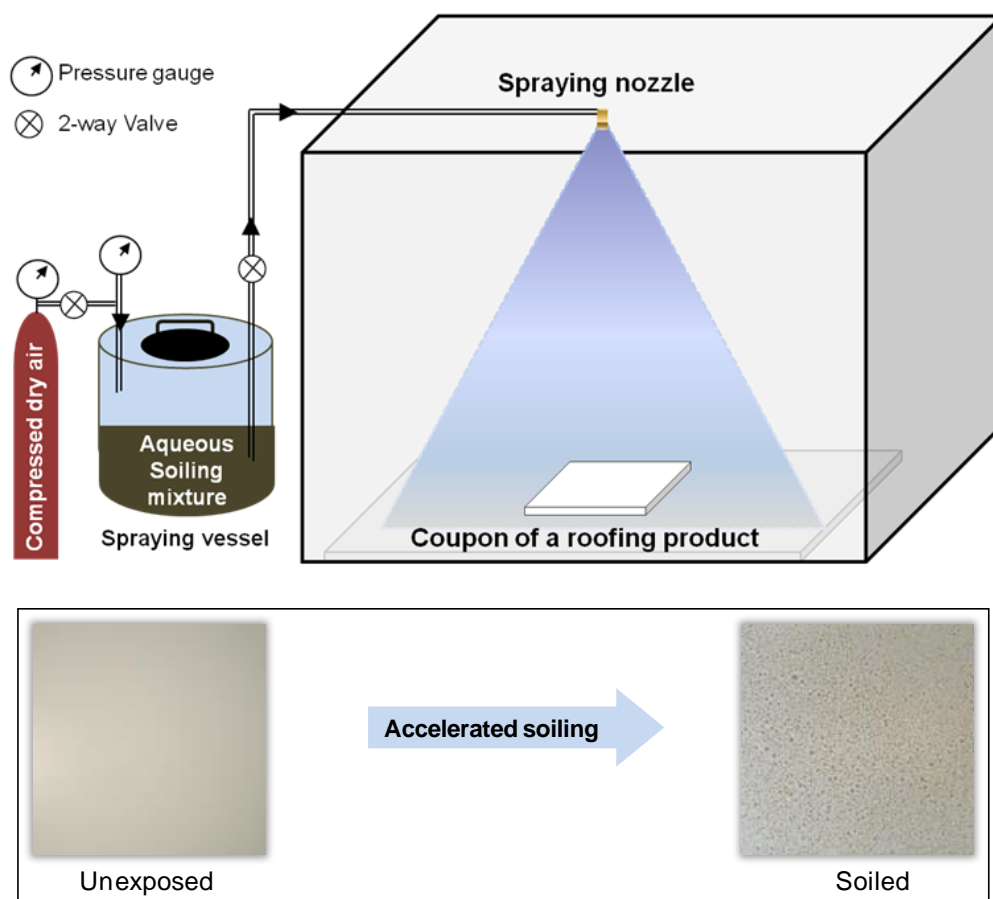 Pressure gauge
2-way Valve
Spraying nozzle
Compressed dry air
Aqueous
Soiling
mixture
Spraying vessel
Coupon of a roofing product
Accelerated soiling
Unexposed
Soiled